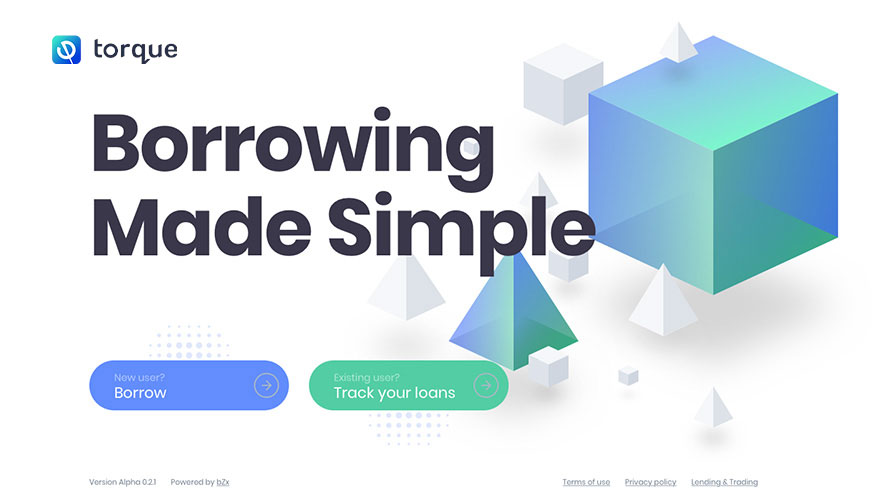 torque
Borrowing
Made Simple
New user?
Borrow
Existing user?
Track your loans
Version Alpha 0.2.1 Powered by bZx
Terms of use Privacy policy Lending & Trading